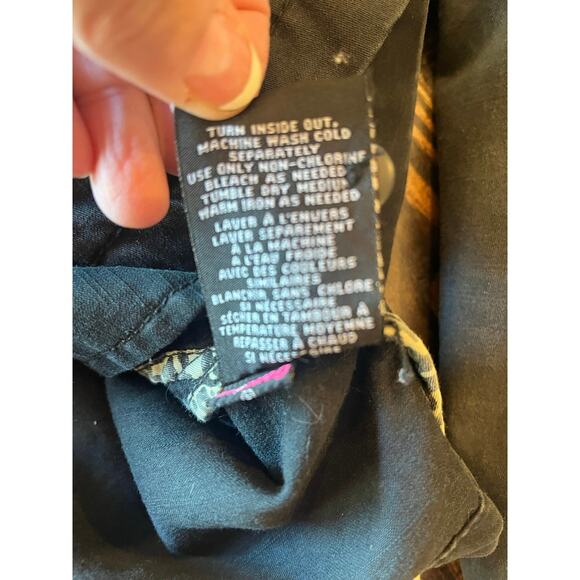 TURN INSIDE OUT,
MACHINE WASH COLD
SEPARATELY
USE ONLY NON-CHLORINE
BLEACH AS NEEDED
TUMBLE DRY MEDIUM
WARM IRON AS NEEDED
LAVER À L'ENVERS
LAVER SÉPARÉMENT
À LA MACHINE
À L'EAU FROIDE
AVEC DES COULEURS
BLANCHIR SANS CHLORE
SI NÉCESSAIRE
SÉCHER EN TAMBOUR À
TEMPÉRATURE MOYENNE
REPASSER À CHAUD
SI NÉCESSAIRE